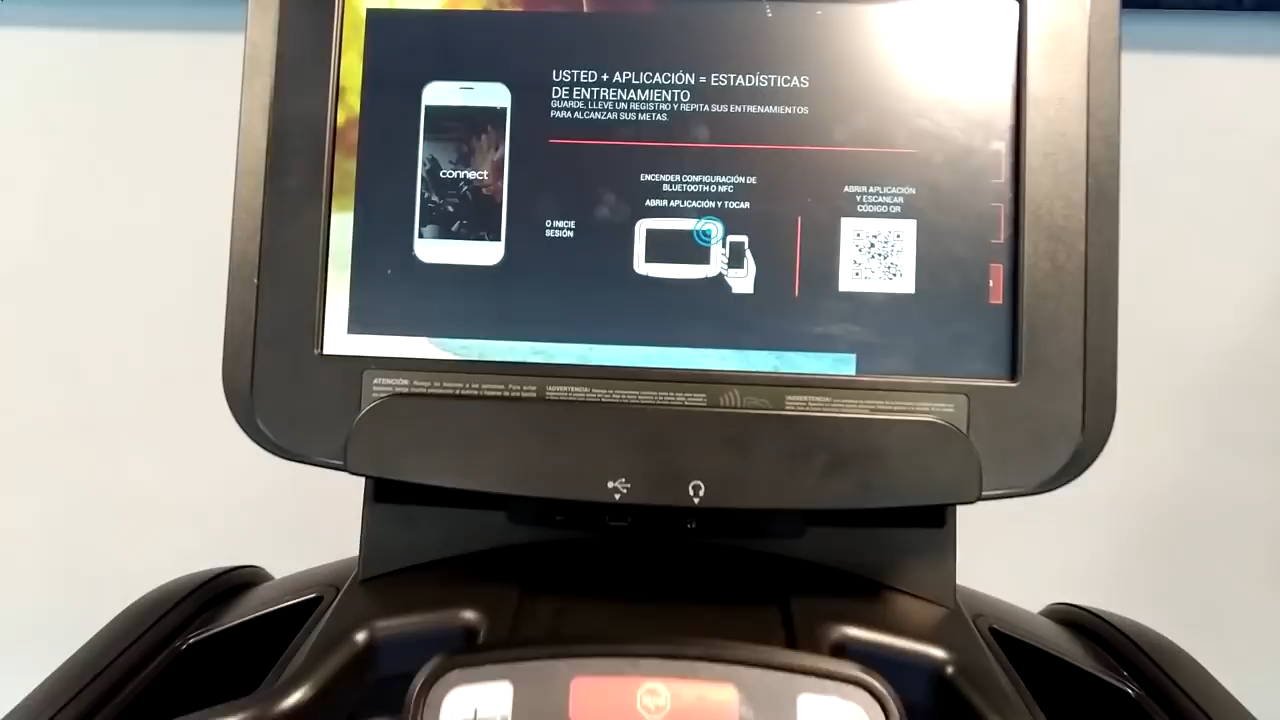 USTED + APLICACIÓN = ESTADÍSTICAS
DE ENTRENAMIENTO
GUARDE, LLEVE UN REGISTRO Y REPITA SUS ENTRENAMIENTOS
PARA ALCANZAR SUS METAS.
connect
O INICIE
SESIÓN
ENCENDER CONFIGURACIÓN DE
BLUETOOTH O NFC
ABRIR APLICACIÓN Y TOCAR
ABRIR APLICACIÓN
Y ESCANEAR
CÓDIGO QR
ATENCIÓN:
¡ADVERTENCIA!
¡ADVERTENCIA!